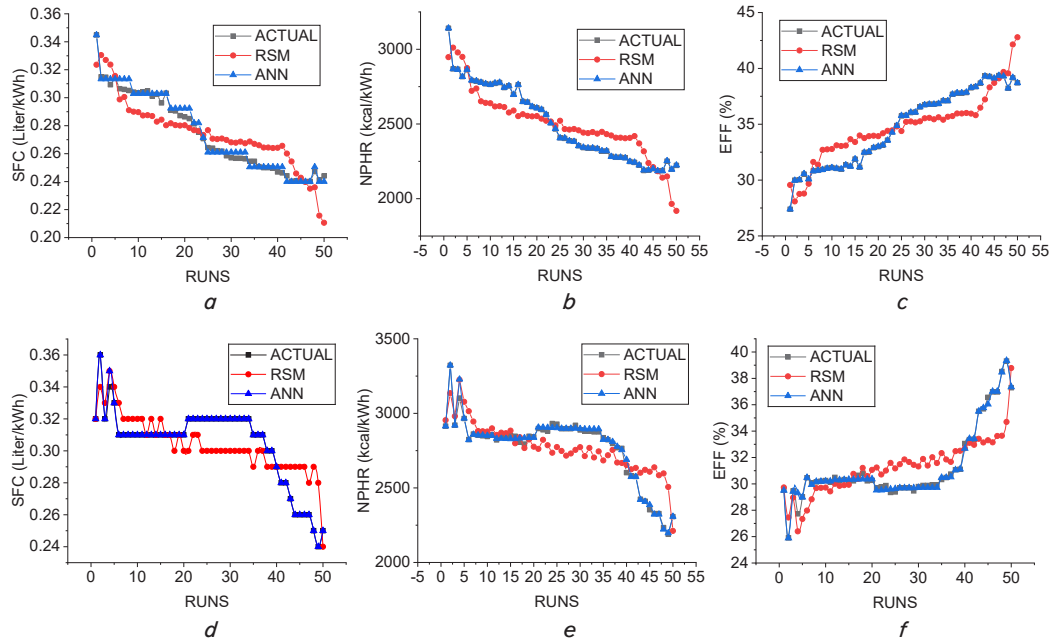 0.36
0.34
0.32
0.30
0.28
0.26
0.24
0.22
0.20
SFC (Liter/kWh)
ACTUAL
RSM
ANN
0 10 20 30 40 50
RUNS
a
3000
2500
2000
NPHR (kcal/kWh)
ACTUAL
RSM
ANN
-5 0 5 10 15 20 25 30 35 40 45 50 55
RUNS
b
40
35
30
25
EFF (%)
ACTUAL
RSM
ANN
-5 0 5 10 15 20 25 30 35 40 45 50 55
RUNS
c
0.36
0.34
0.32
0.30
0.28
0.26
0.24
SFC (Liter/kWh)
ACTUAL
RSM
ANN
0 10 20 30 40 50
RUNS
d
3500
3000
2500
2000
NPHR (kcal/kWh)
ACTUAL
RSM
ANN
-5 0 5 10 15 20 25 30 35 40 45 50 55
RUNS
e
40
38
36
34
32
30
28
26
24
EFF (%)
ACTUAL
RSM
ANN
0 10 20 30 40 50
RUNS
f